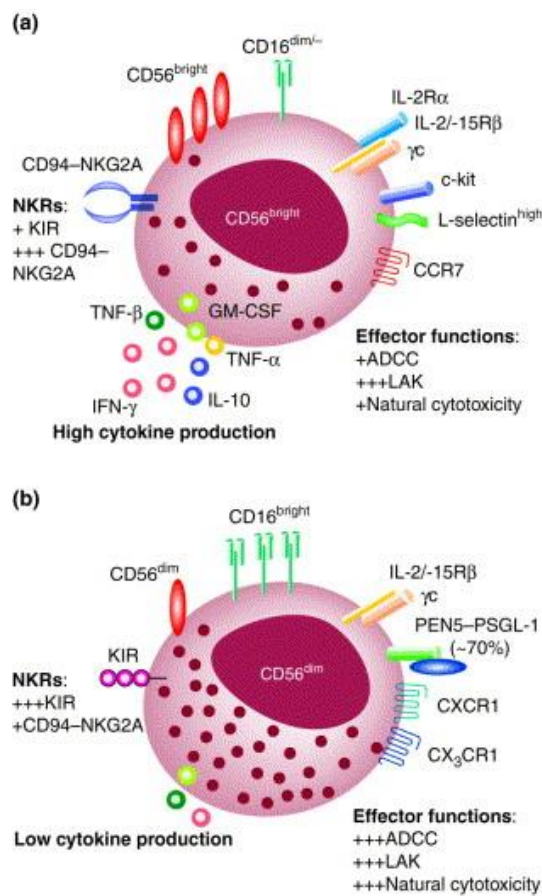 (a)
CD16dim/–
CD56bright
IL-2Rα
IL-2/-15Rβ
γc
CD94–NKG2A
c-kit
NKRs:
+ KIR
+++ CD94–
NKG2A
CD56bright
L-selectinhigh
CCR7
TNF-β
GM-CSF
TNF-α
IFN-γ
IL-10
Effector functions:
+ADCC
+++LAK
+Natural cytotoxicity
High cytokine production
(b)
CD16bright
CD56dim
IL-2/-15Rβ
γc
PEN5–PSGL-1
(~70%)
KIR
NKRs:
+++KIR
+CD94–NKG2A
CD56dim
CXCR1
CX3CR1
Low cytokine production
Effector functions:
+++ADCC
+++LAK
+++Natural cytotoxicity